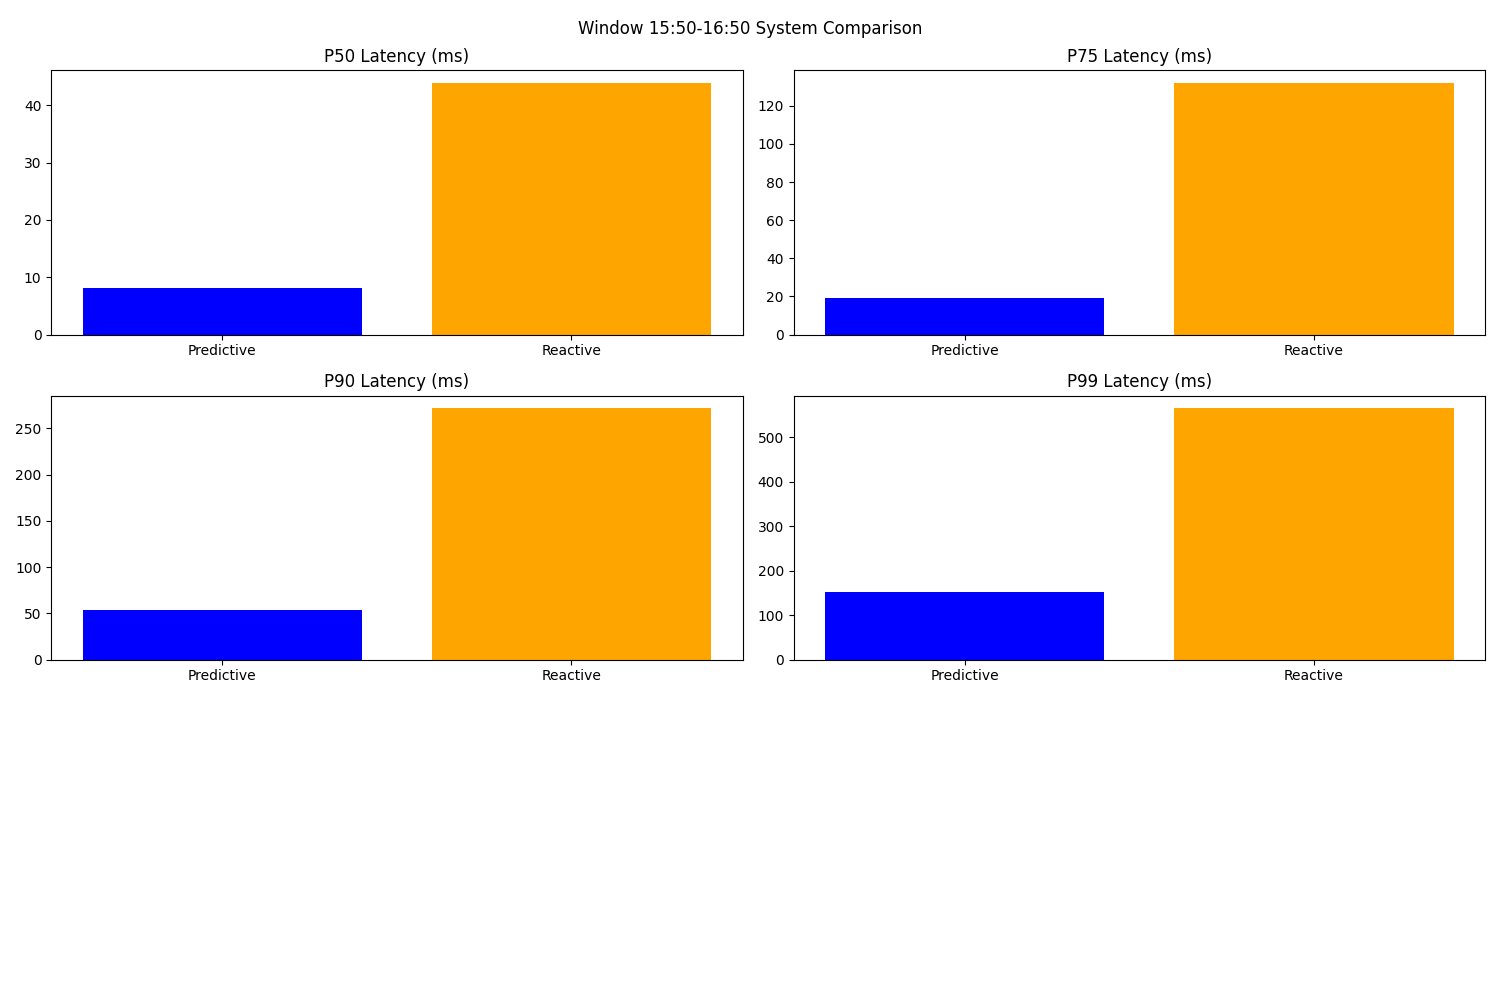 Window 15:50-16:50 System Comparison
P50 Latency (ms)
40
30
20
10
0
Predictive
Reactive
P75 Latency (ms)
120
100
80
60
40
20
0
Predictive
Reactive
P90 Latency (ms)
250
200
150
100
50
0
Predictive
Reactive
P99 Latency (ms)
500
400
300
200
100
0
Predictive
Reactive